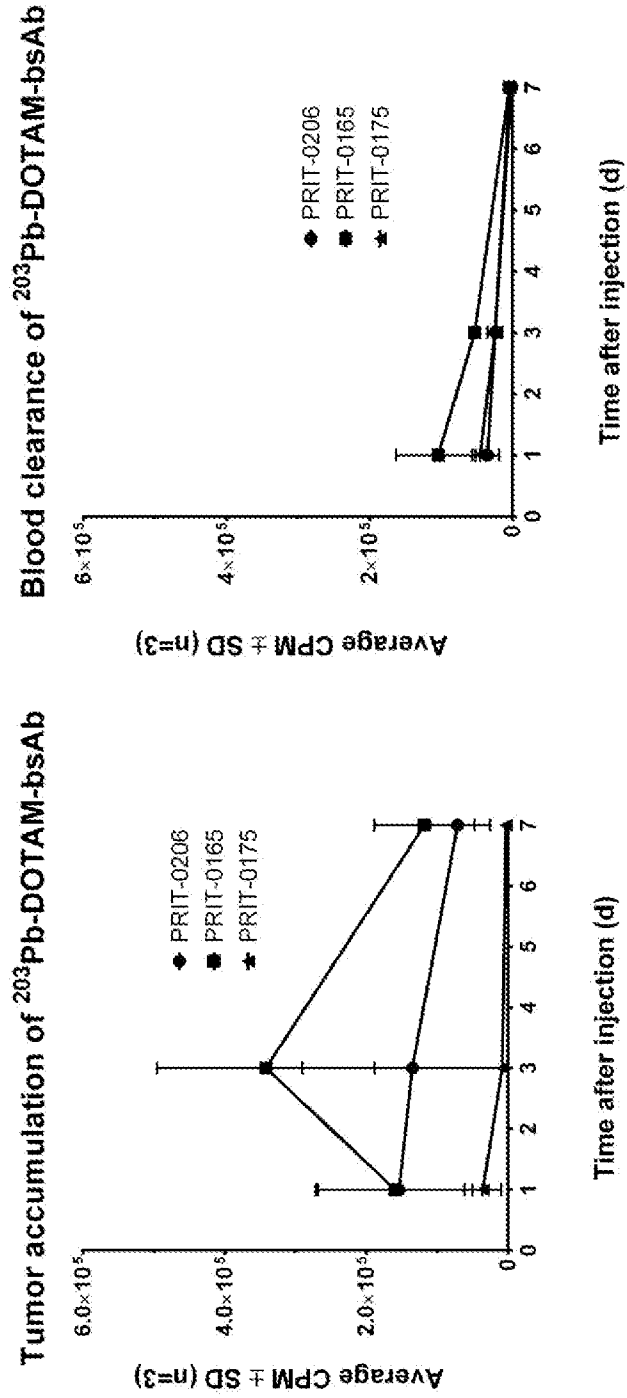 Tumor accumulation of ²⁰³Pb-DOTAM-bsAb
Average CPM ± SD (n=3)
6.0×10⁵
4.0×10⁵
2.0×10⁵
0
0 1 2 3 4 5 6 7
Time after injection (d)
PRIT-0206
PRIT-0165
PRIT-0175
Blood clearance of ²⁰³Pb-DOTAM-bsAb
Average CPM ± SD (n=3)
6×10⁵
4×10⁵
2×10⁵
0
0 1 2 3 4 5 6 7
Time after injection (d)
PRIT-0206
PRIT-0165
PRIT-0175